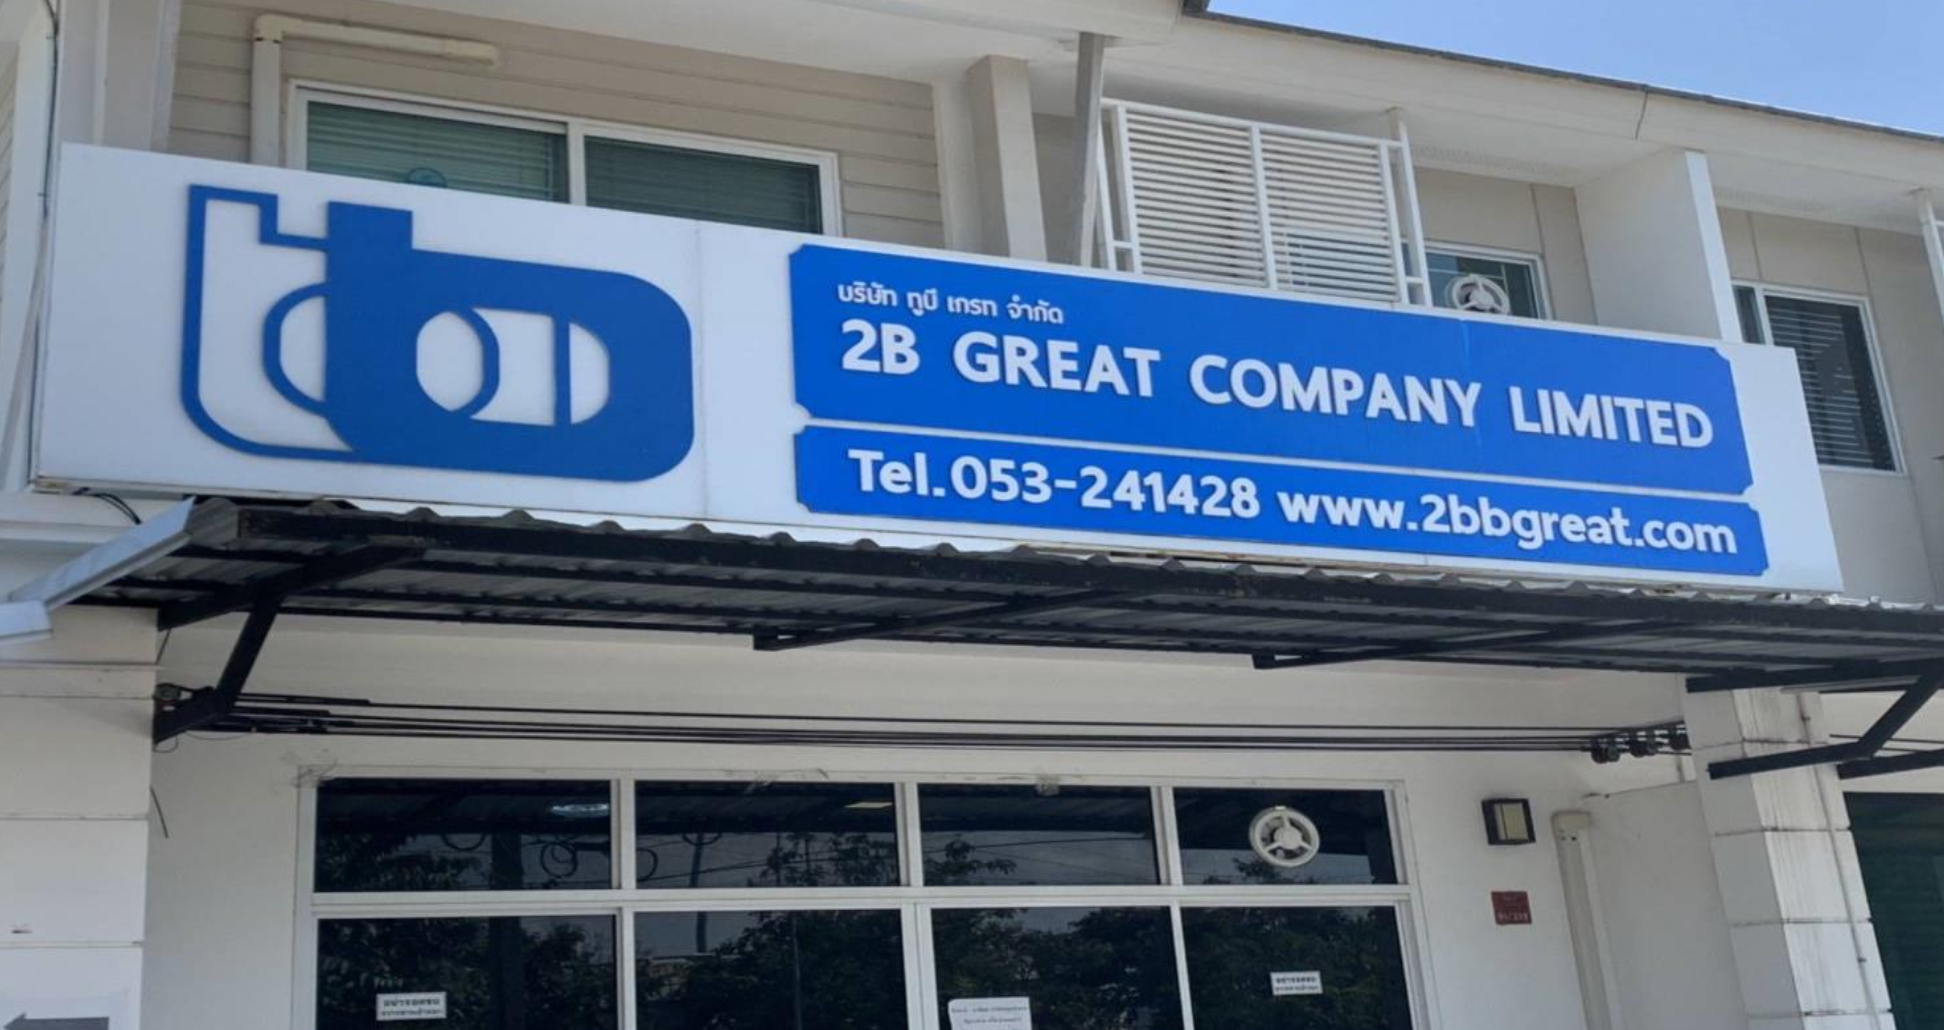 บริษัท ทูบี เกรท จำกัด
2B GREAT COMPANY LIMITED
Tel.053-241428 www.2bbgreat.com